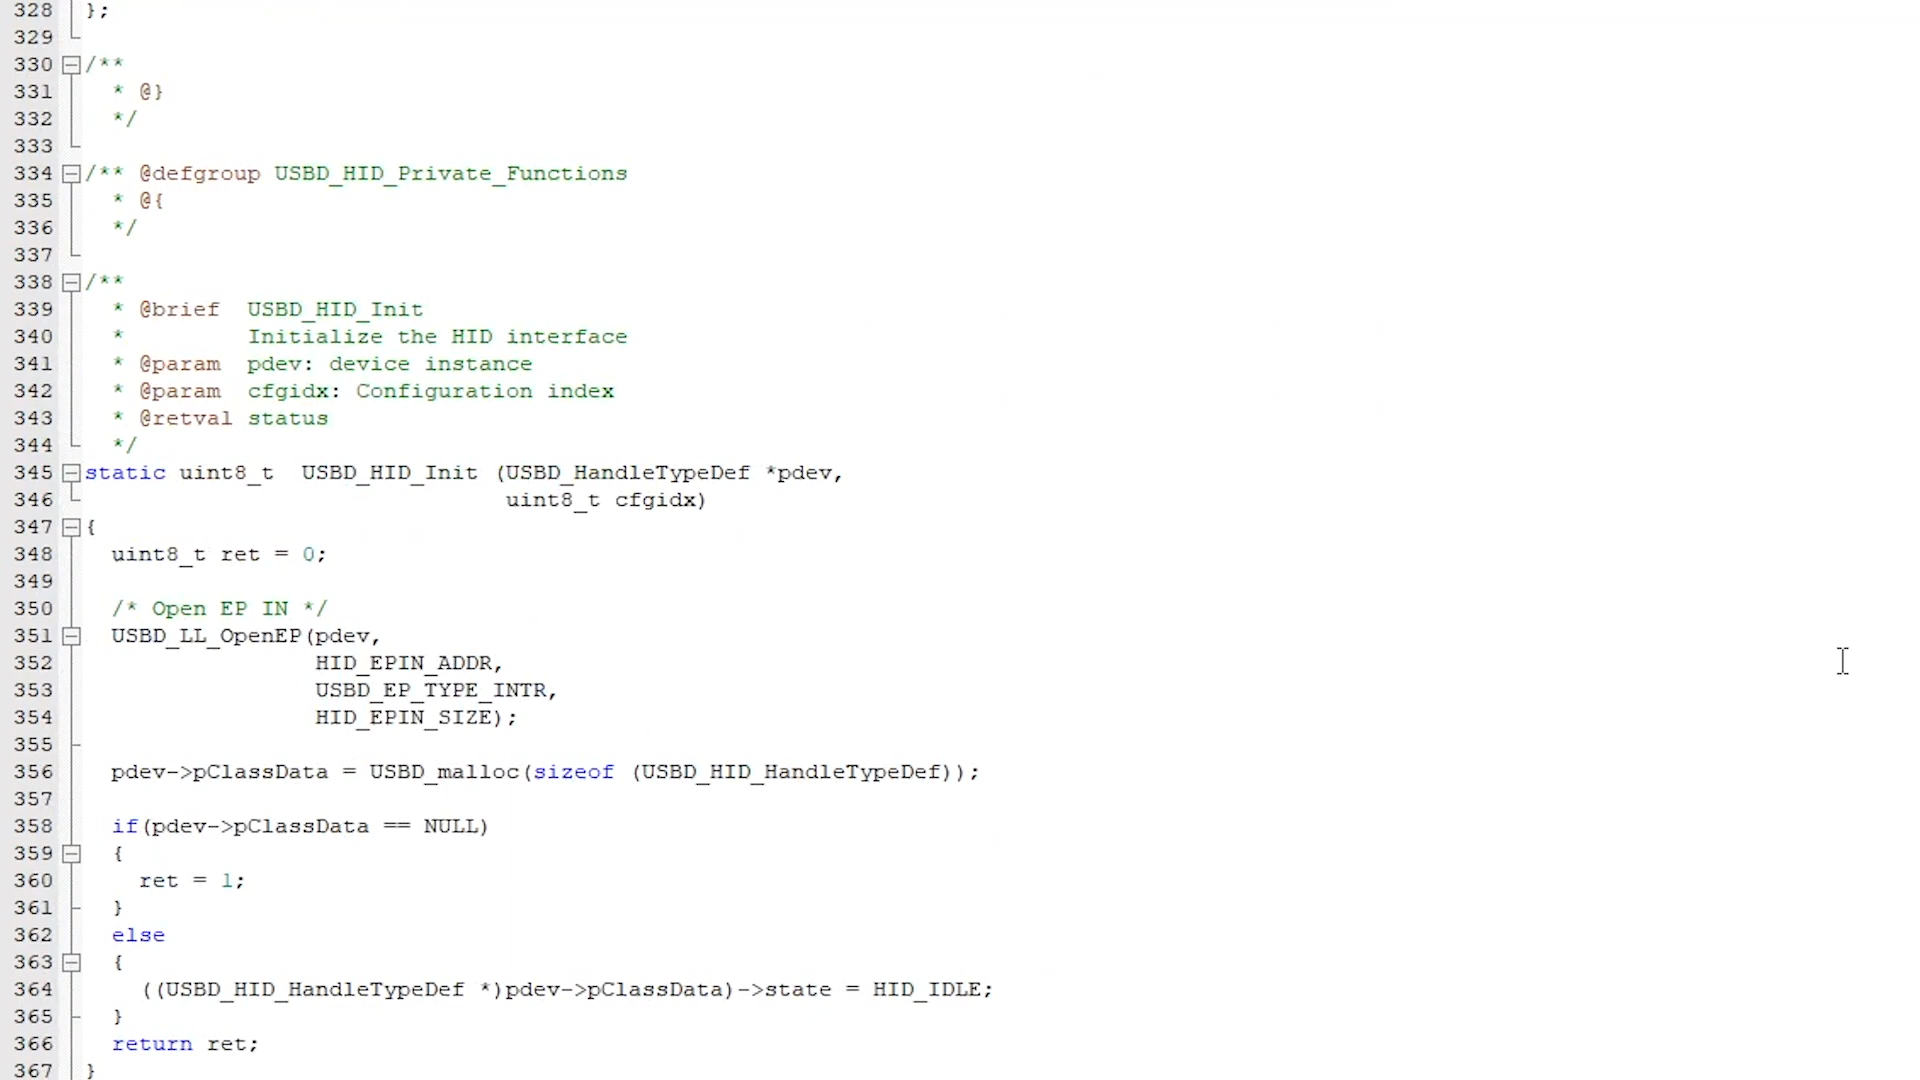 328 };
329
330 /**
331   * @}
332   */
333
334 /** @defgroup USBD_HID_Private_Functions
335   * @{
336   */
337
338 /**
339   * @brief  USBD_HID_Init
340   *         Initialize the HID interface
341   * @param  pdev: device instance
342   * @param  cfgidx: Configuration index
343   * @retval status
344   */
345 static uint8_t  USBD_HID_Init (USBD_HandleTypeDef *pdev,
346                                uint8_t cfgidx)
347 {
348   uint8_t ret = 0;
349
350   /* Open EP IN */
351   USBD_LL_OpenEP(pdev,
352                  HID_EPIN_ADDR,
353                  USBD_EP_TYPE_INTR,
354                  HID_EPIN_SIZE);
355
356   pdev->pClassData = USBD_malloc(sizeof (USBD_HID_HandleTypeDef));
357
358   if(pdev->pClassData == NULL)
359   {
360     ret = 1;
361   }
362   else
363   {
364     ((USBD_HID_HandleTypeDef *)pdev->pClassData)->state = HID_IDLE;
365   }
366   return ret;
367 }